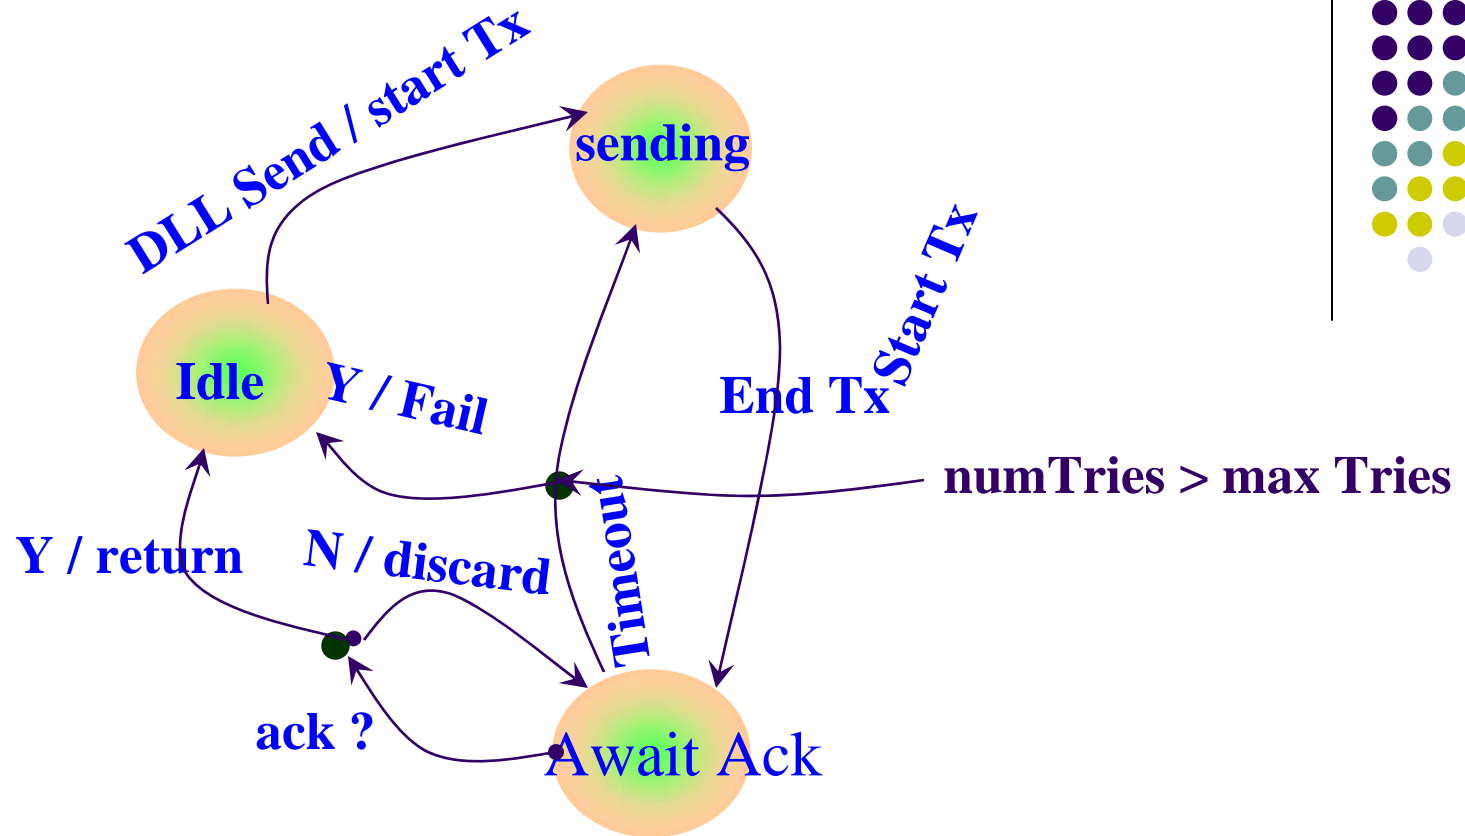 DLL Send / start Tx
sending
Start Tx
Idle
Y / Fail
End Tx
numTries > max Tries
Timeout
Y / return
N / discard
ack ?
Await Ack